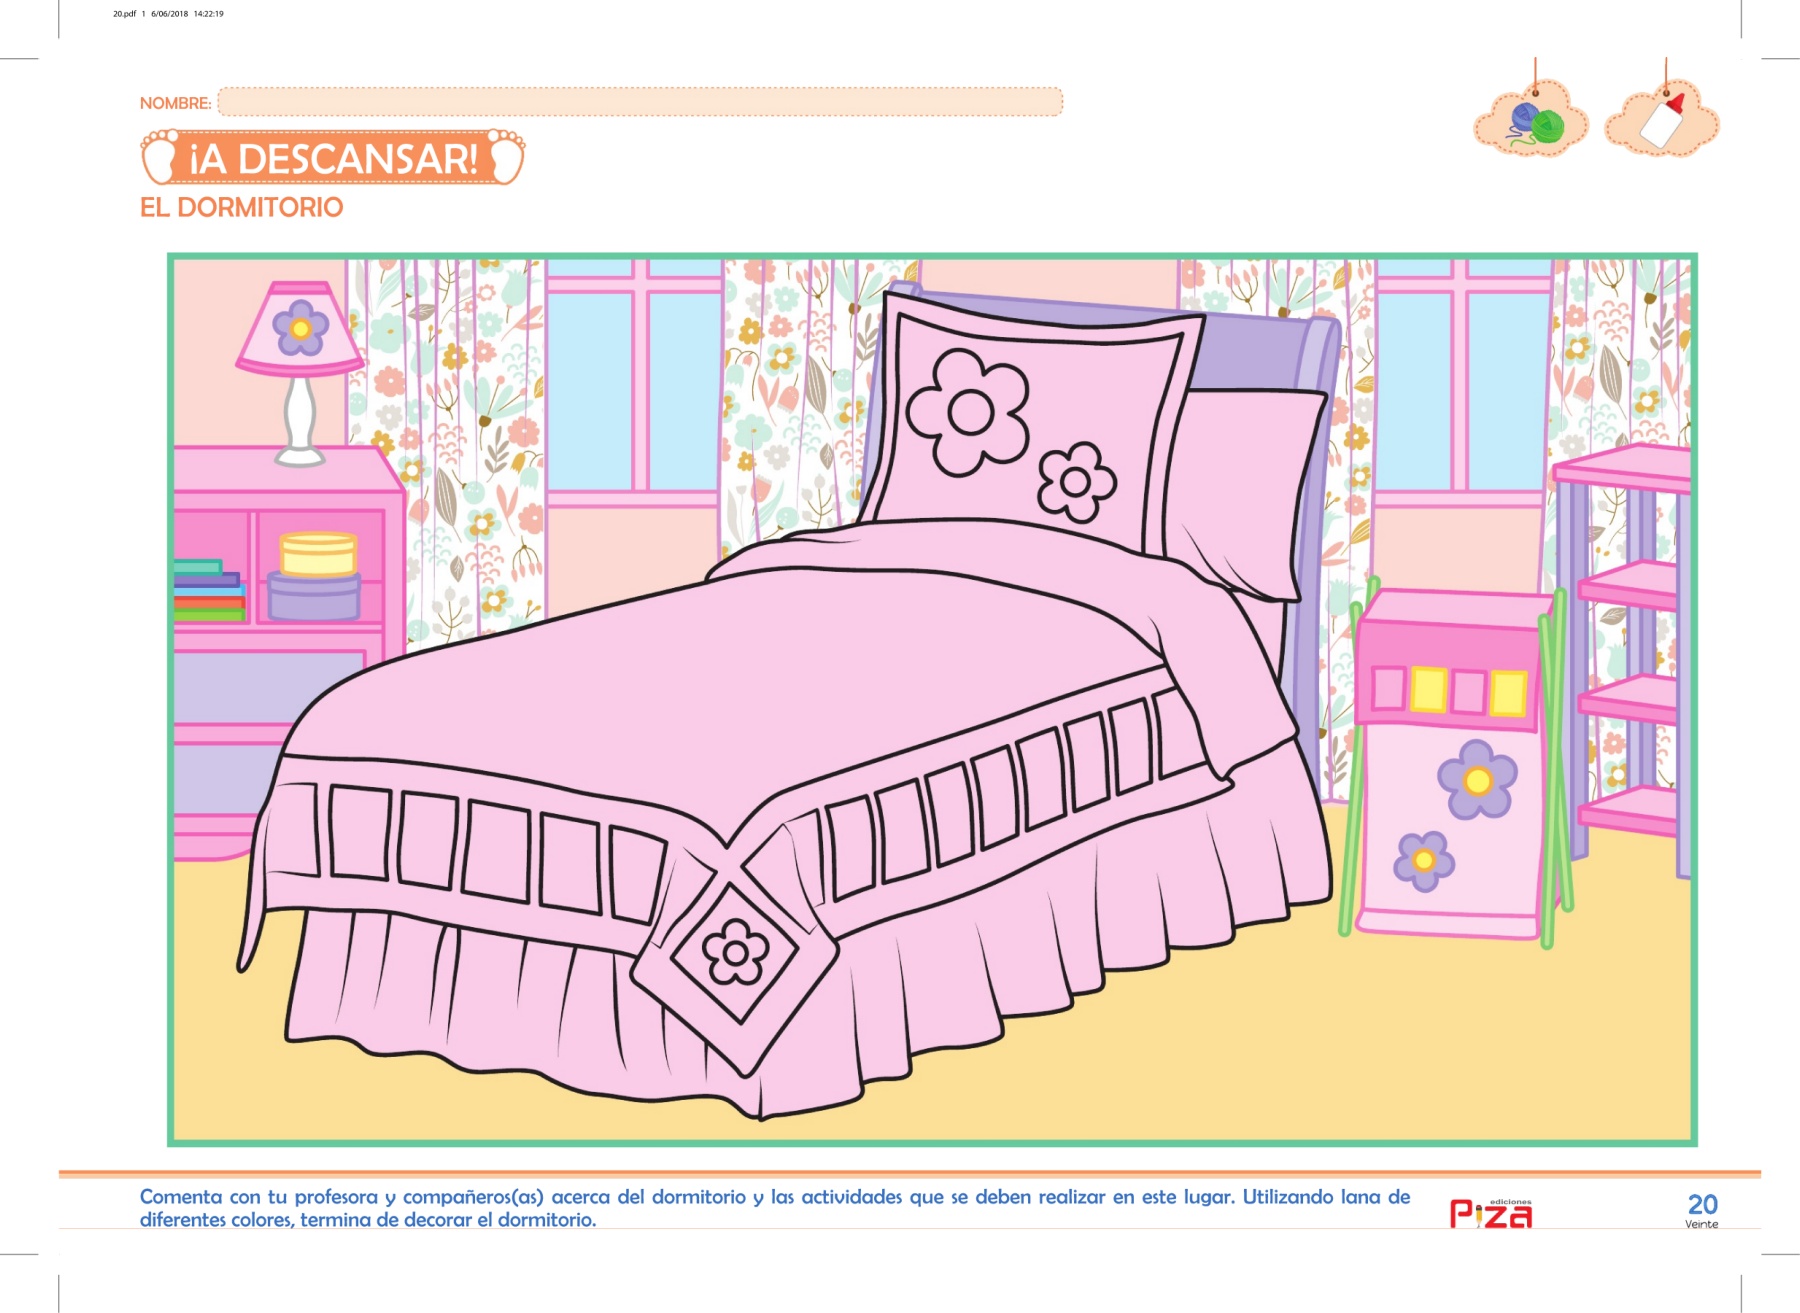 20.pdf 1 6/06/2018 14:22:19
NOMBRE:
¡A DESCANSAR!
EL DORMITORIO
Comenta con tu profesora y compañeros(as) acerca del dormitorio y las actividades que se deben realizar en este lugar. Utilizando lana de
diferentes colores, termina de decorar el dormitorio.
ediciones
Piza
20
Veinte